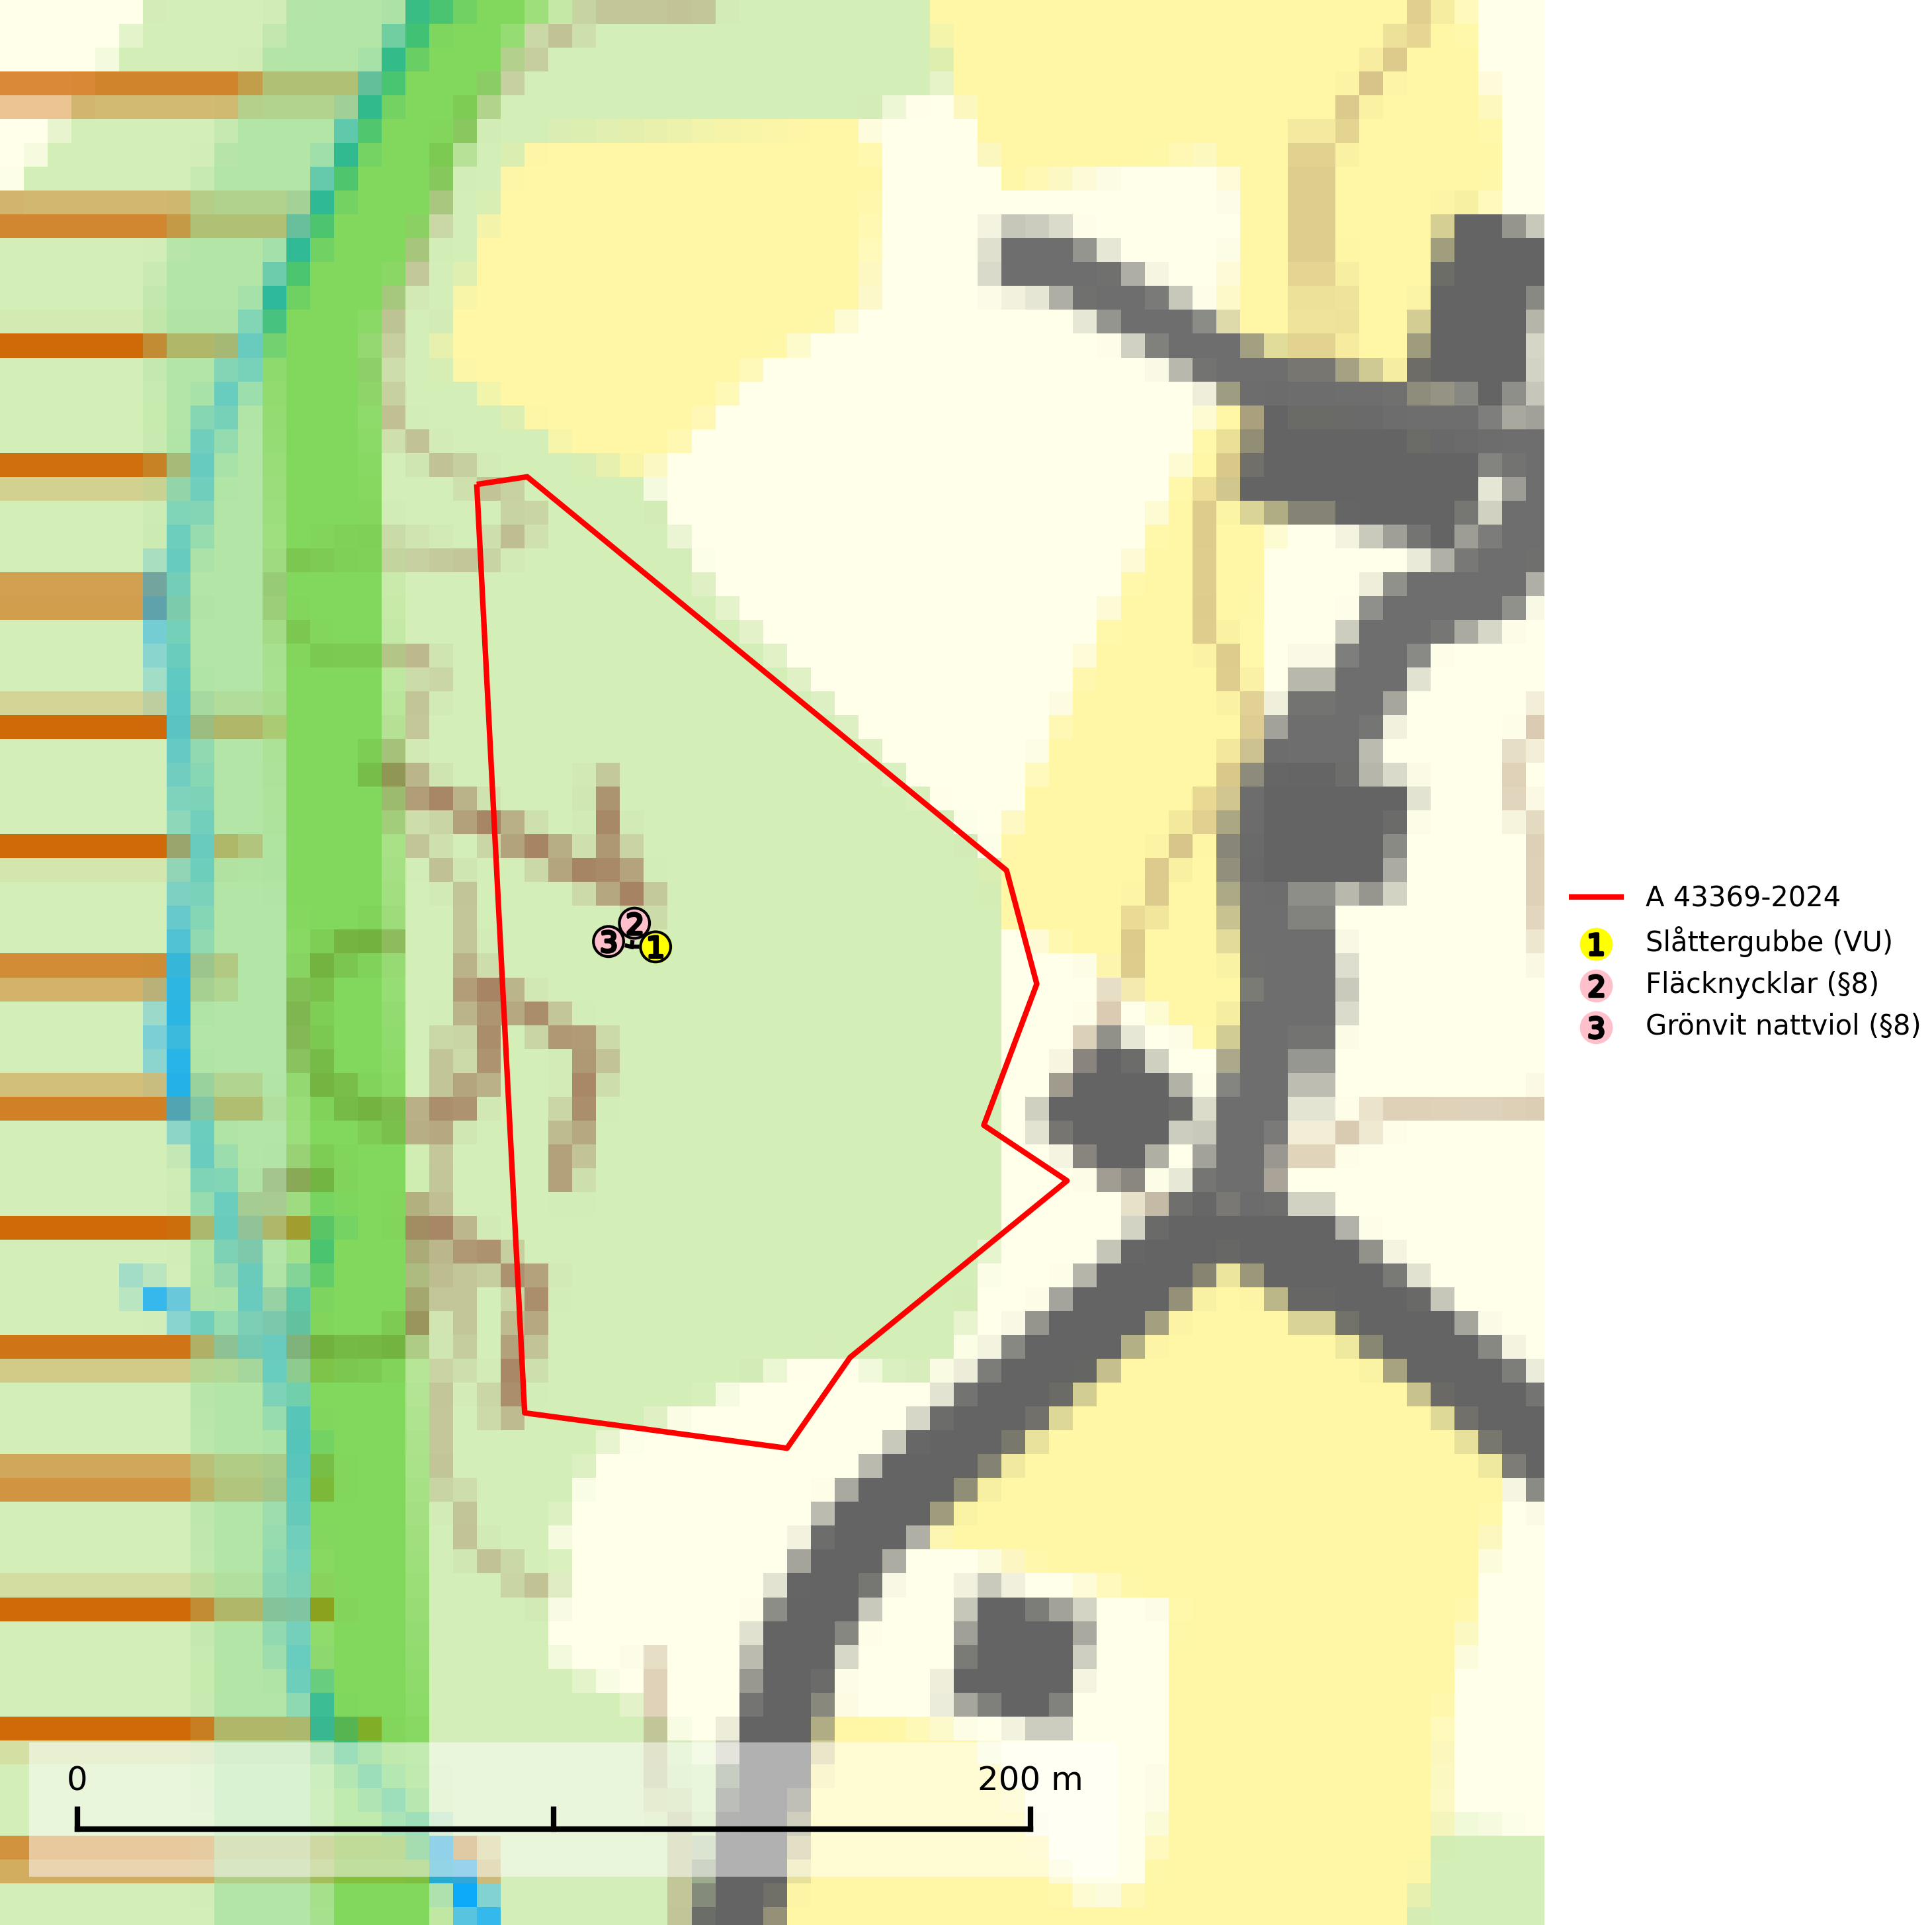 2
3
1
A 43369-2024
1 Slåttergubbe (VU)
2 Fläcknycklar (§8)
3 Grönvit nattviol (§8)
0 200 m